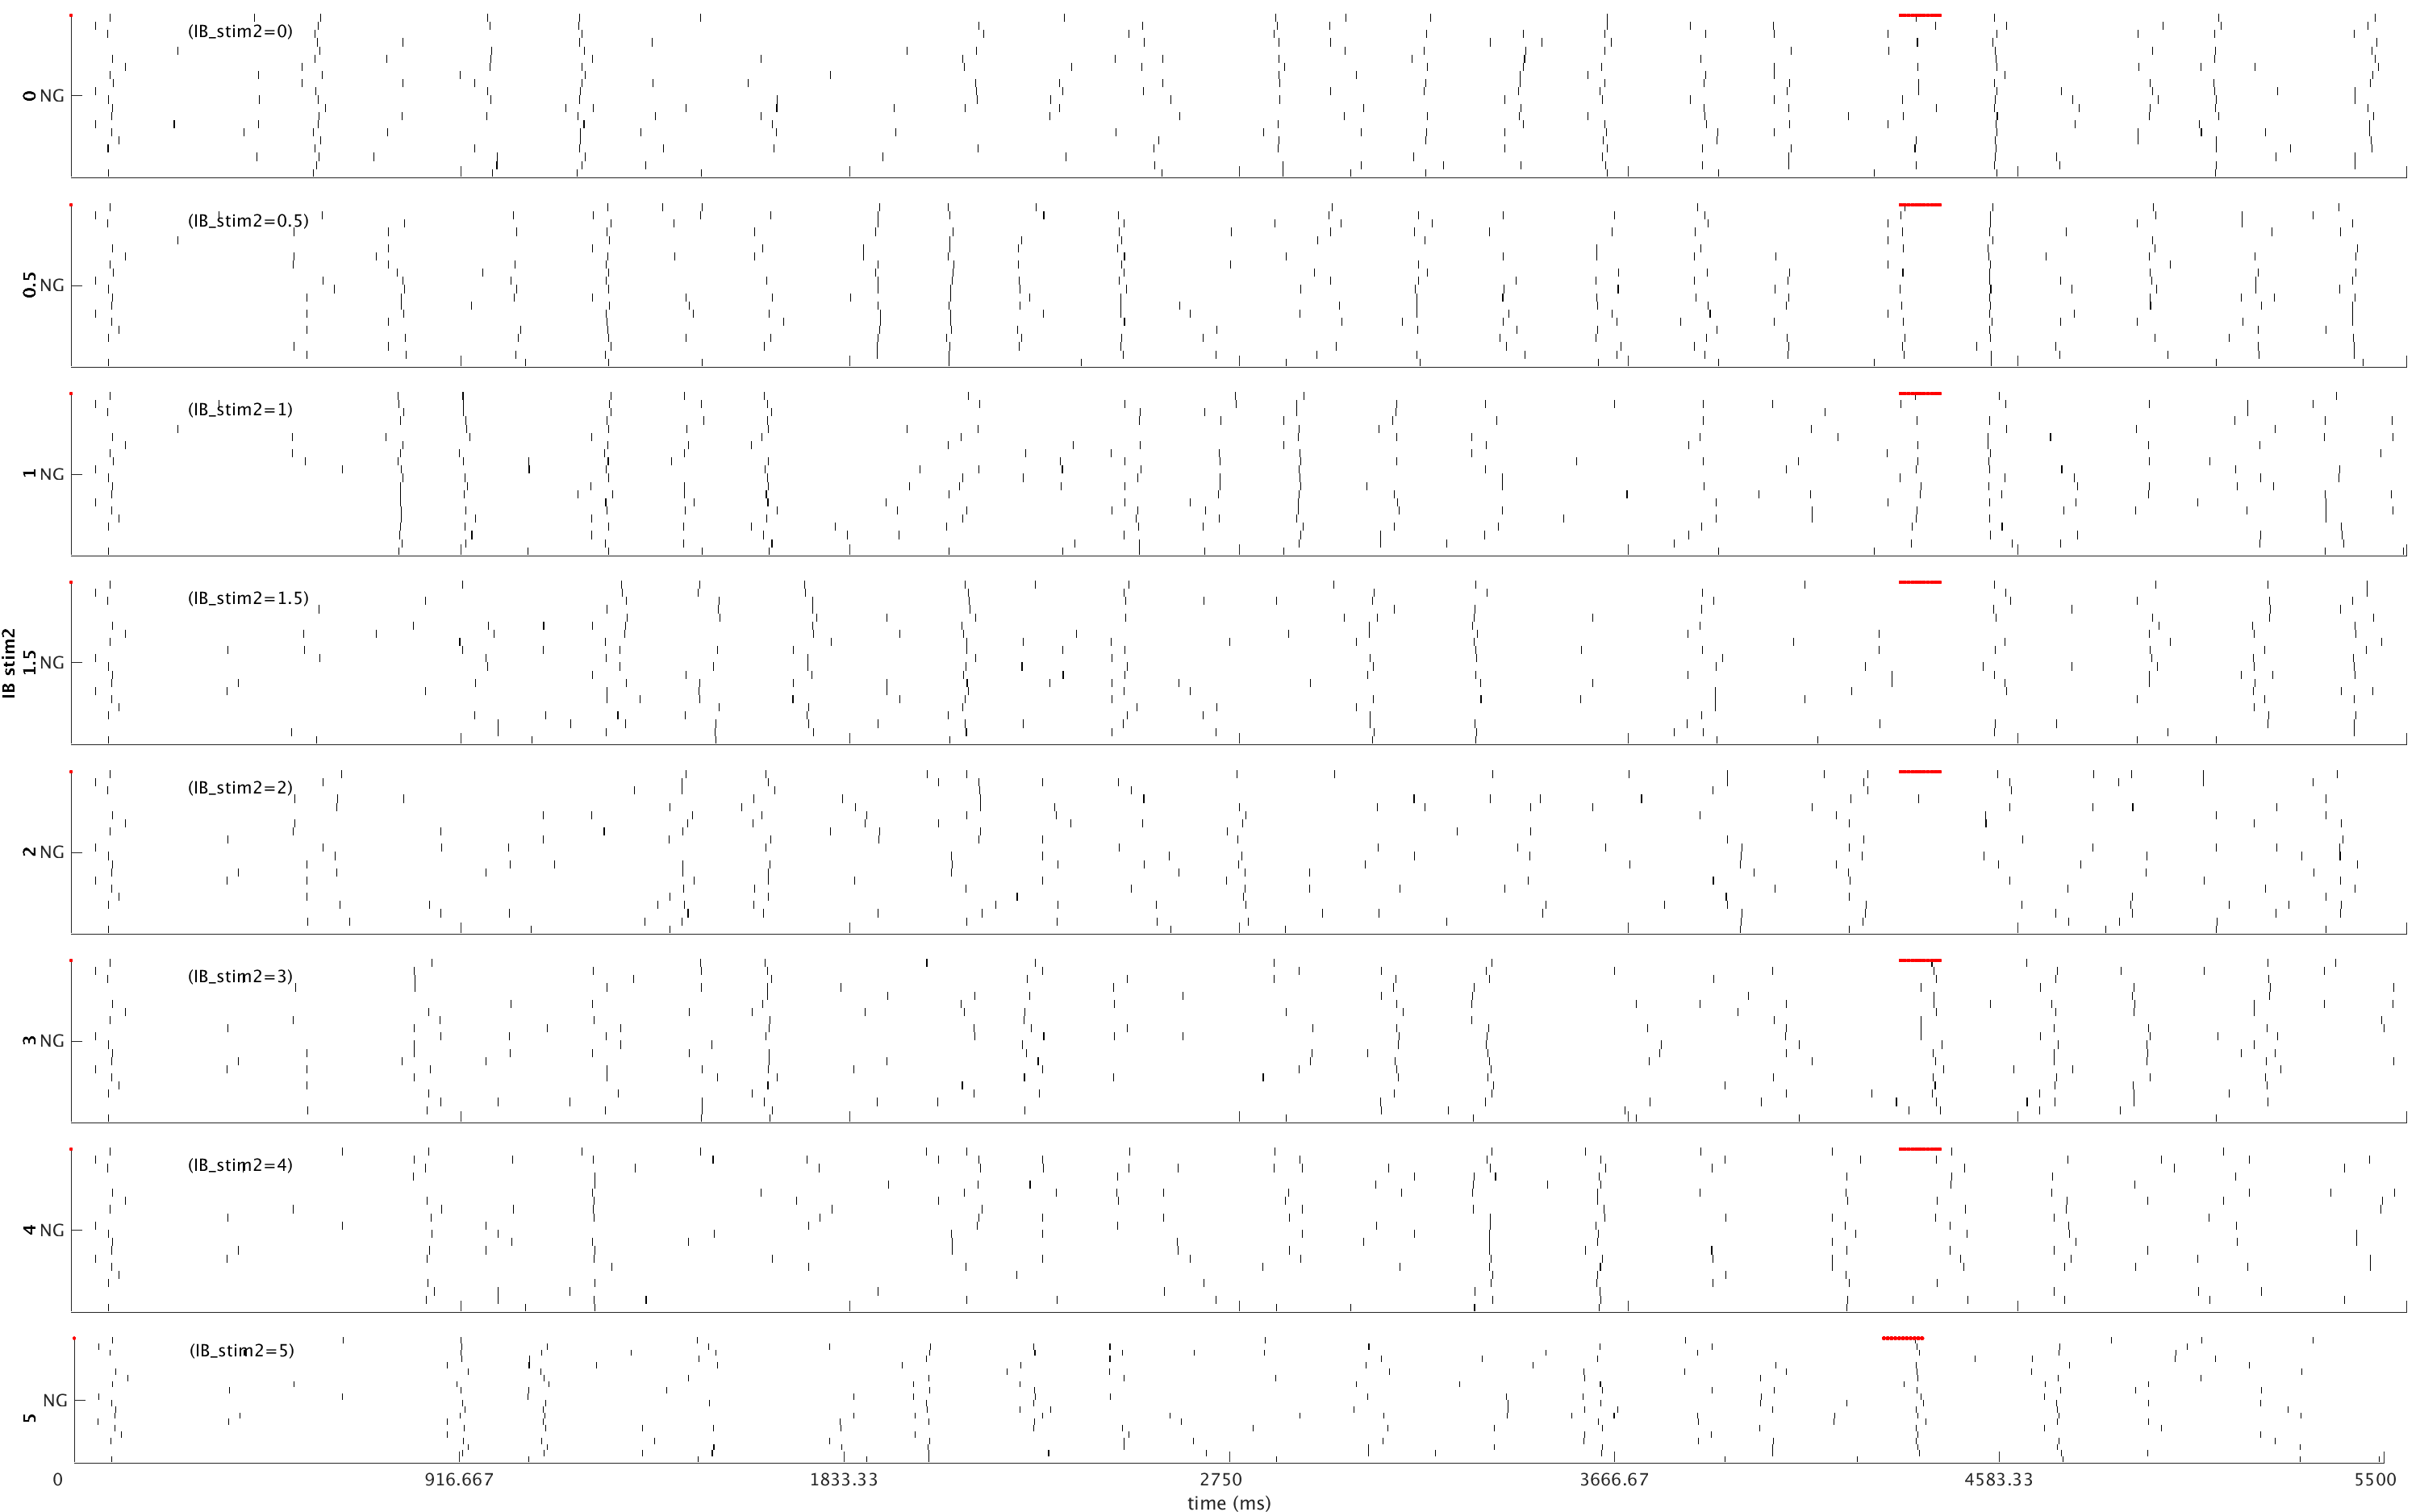 (IB_stim2=0)
0 NG
(IB_stim2=0.5)
0.5 NG
(IB_stim2=1)
1 NG
(IB_stim2=1.5)
IB stim2
1.5 NG
(IB_stim2=2)
2 NG
(IB_stim2=3)
3 NG
(IB_stim2=4)
4 NG
(IB_stim2=5)
5 NG
0 916.667 1833.33 2750 3666.67 4583.33 5500
time (ms)